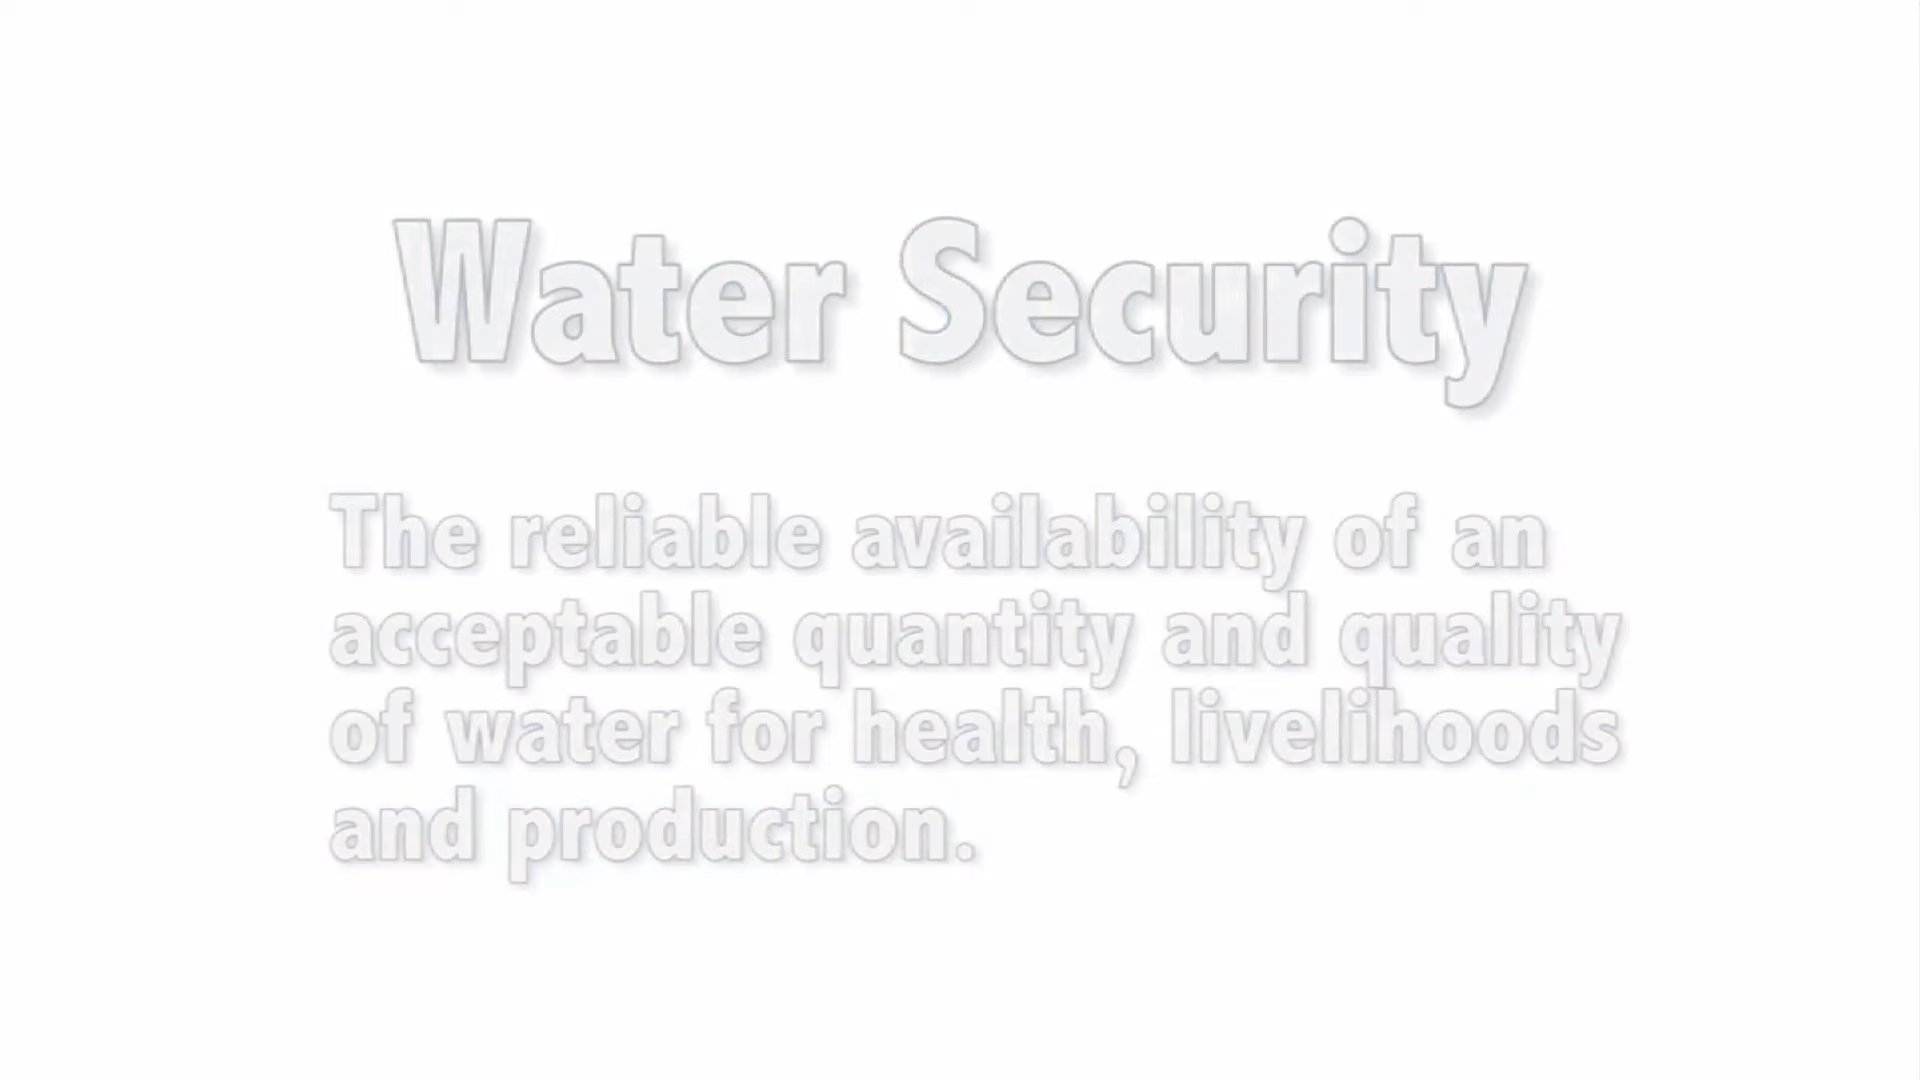 Water Security
The reliable availability of an
acceptable quantity and quality
of water for health, livelihoods
and production.